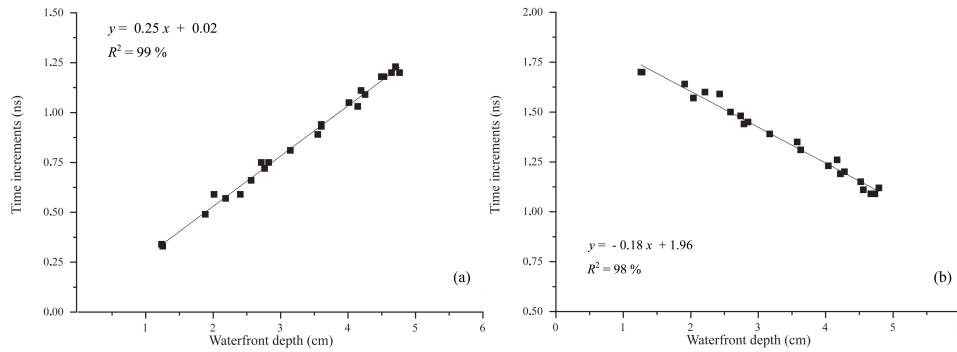 1.50
1.25
1.00
0.75
0.50
0.25
0.00
Time increments (ns)
y = 0.25 x + 0.02
R² = 99 %
(a)
1 2 3 4 5 6
Waterfront depth (cm)
2.00
1.75
1.50
1.25
1.00
0.75
0.50
Time increments (ns)
y = - 0.18 x + 1.96
R² = 98 %
(b)
0 1 2 3 4 5
Waterfront depth (cm)